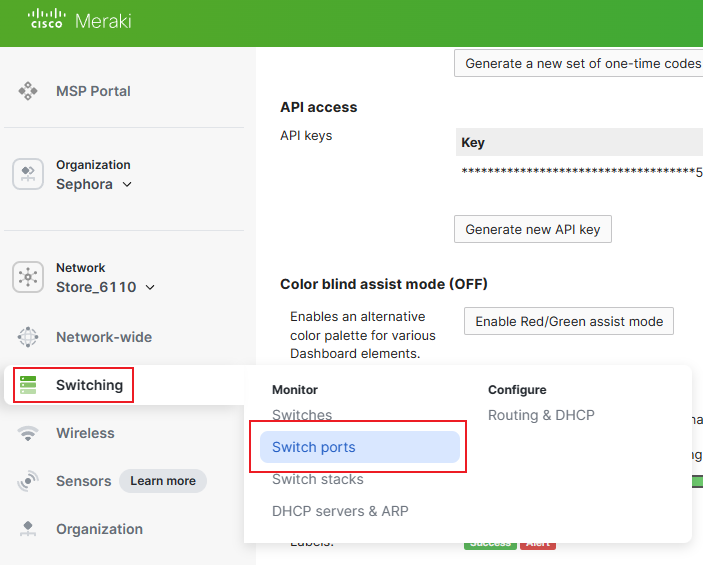 CISCO Meraki
MSP Portal
Organization
Sephora
Network
Store_6110
Network-wide
Switching
Wireless
Sensors Learn more
Organization
Generate a new set of one-time codes
API access
API keys
Key
************************************5
Generate new API key
Color blind assist mode (OFF)
Enables an alternative
color palette for various
Dashboard elements.
Enable Red/Green assist mode
Monitor
Switches
Switch ports
Switch stacks
DHCP servers & ARP
Configure
Routing & DHCP
Labels:
Success Alert